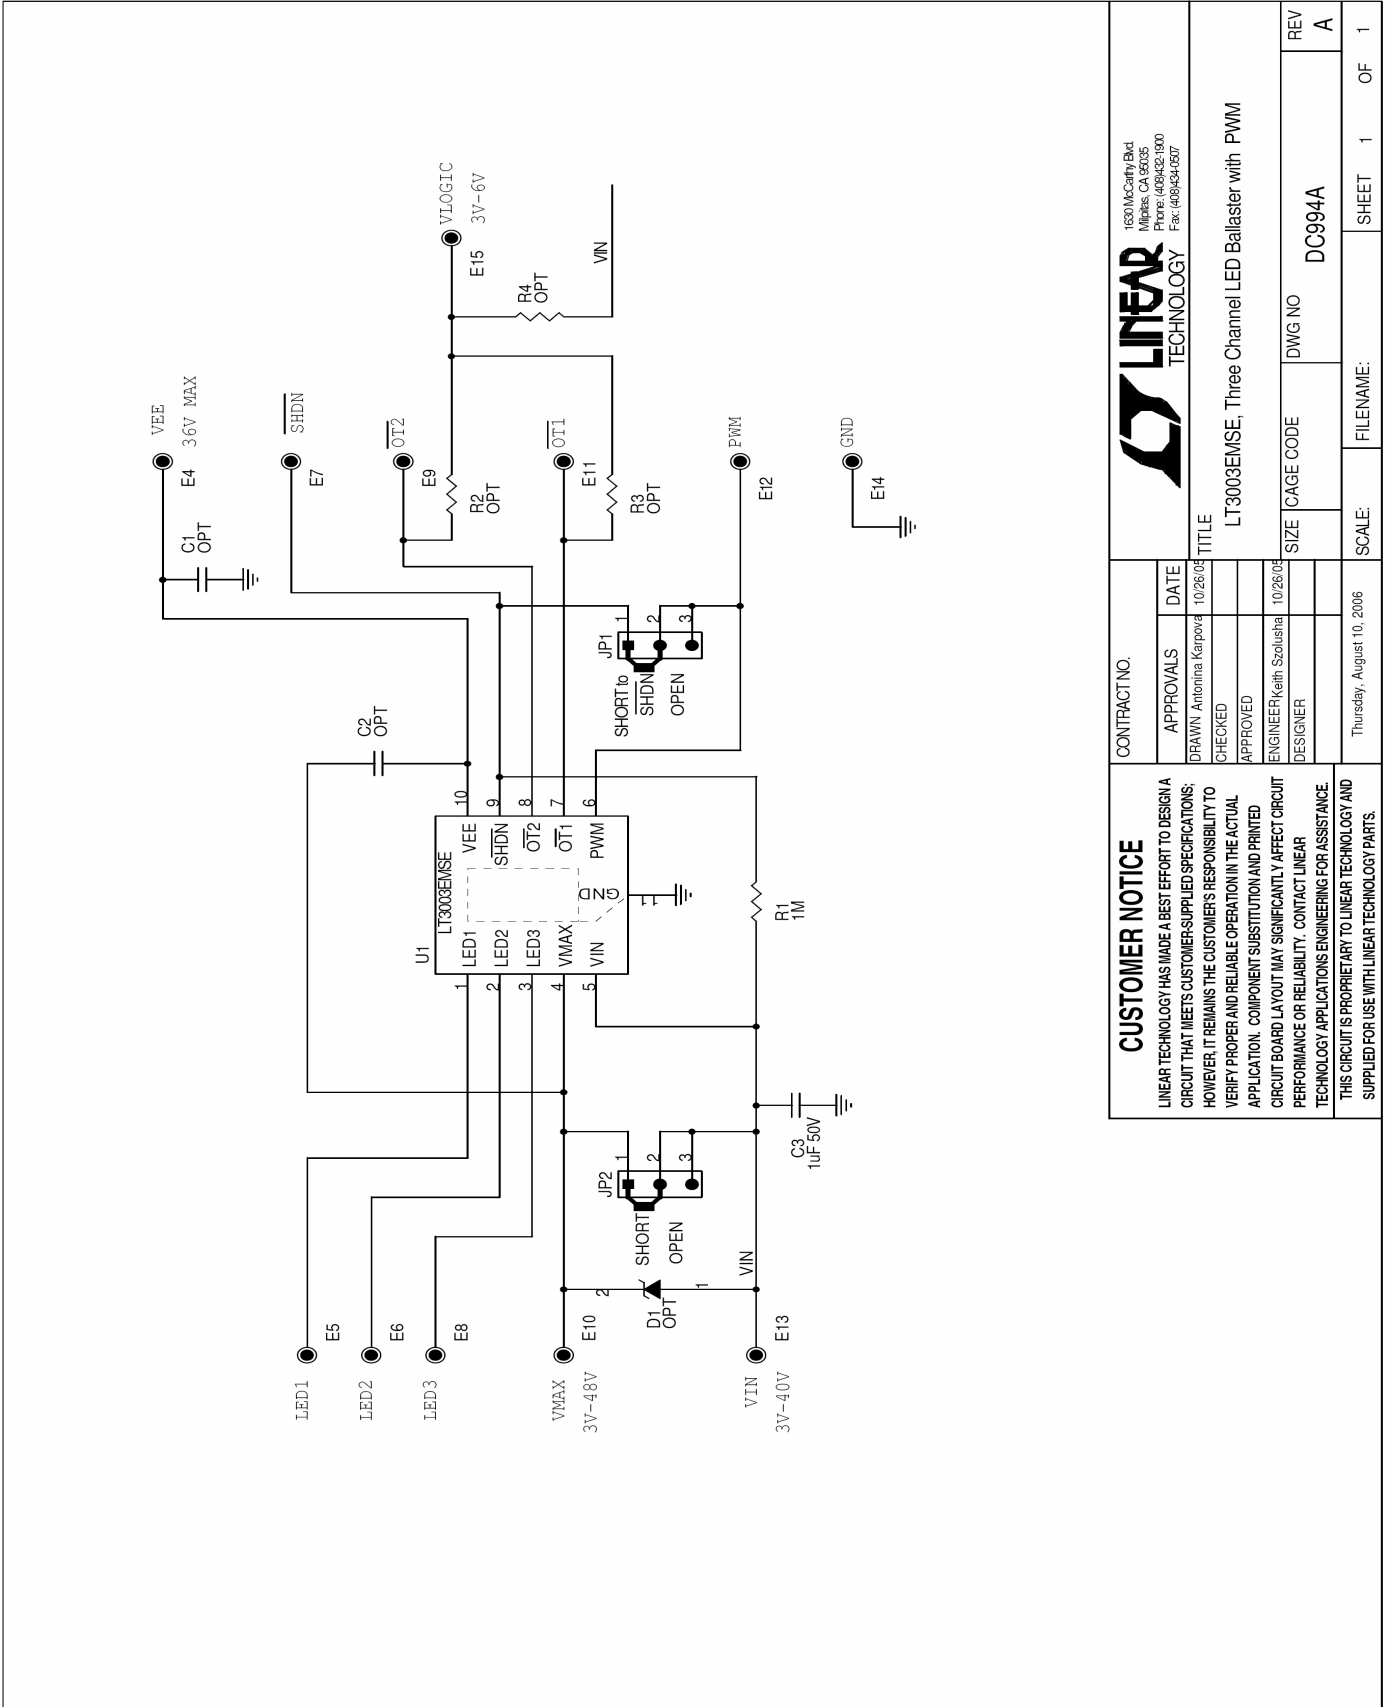 VEE
36V MAX
E4
C1
OPT
SHDN
E7
OT2
E9
R2
OPT
VLOGIC
3V-6V
E15
R4
OPT
VIN
OT1
E11
R3
OPT
PWM
E12
GND
E14
C2
OPT
JP1
1
2
3
SHORT to
SHDN
OPEN
U1
LT3003EMSE
LED1
LED2
LED3
VMAX
VIN
1
2
3
4
5
VEE
SHDN
OT2
OT1
PWM
10
9
8
7
6
GND
11
R1
1M
C3
1uF 50V
JP2
1
2
3
SHORT
OPEN
D1
OPT
2
1
VIN
LED1
E5
LED2
E6
LED3
E8
VMAX
3V-48V
E10
VIN
3V-40V
E13
CUSTOMER NOTICE
LINEAR TECHNOLOGY HAS MADE A BEST EFFORT TO DESIGN A
CIRCUIT THAT MEETS CUSTOMER-SUPPLIED SPECIFICATIONS;
HOWEVER, IT REMAINS THE CUSTOMER'S RESPONSIBILITY TO
VERIFY PROPER AND RELIABLE OPERATION IN THE ACTUAL
APPLICATION. COMPONENT SUBSTITUTION AND PRINTED
CIRCUIT BOARD LAYOUT MAY SIGNIFICANTLY AFFECT CIRCUIT
PERFORMANCE OR RELIABILITY. CONTACT LINEAR
TECHNOLOGY APPLICATIONS ENGINEERING FOR ASSISTANCE.
THIS CIRCUIT IS PROPRIETARY TO LINEAR TECHNOLOGY AND
SUPPLIED FOR USE WITH LINEAR TECHNOLOGY PARTS.
CONTRACT NO.
APPROVALS DATE
DRAWN Antonina Karpova 10/26/05
CHECKED
APPROVED
ENGINEER Keith Szolusha 10/26/05
DESIGNER
Thursday, August 10, 2006
LINEAR
TECHNOLOGY
1630 McCarthy Blvd.
Milpitas, CA 95035
Phone: (408)432-1900
Fax: (408)434-0507
TITLE
LT3003EMSE, Three Channel LED Ballaster with PWM
SIZE
CAGE CODE
DWG NO
DC994A
REV
A
SCALE:
FILENAME:
SHEET 1 OF 1